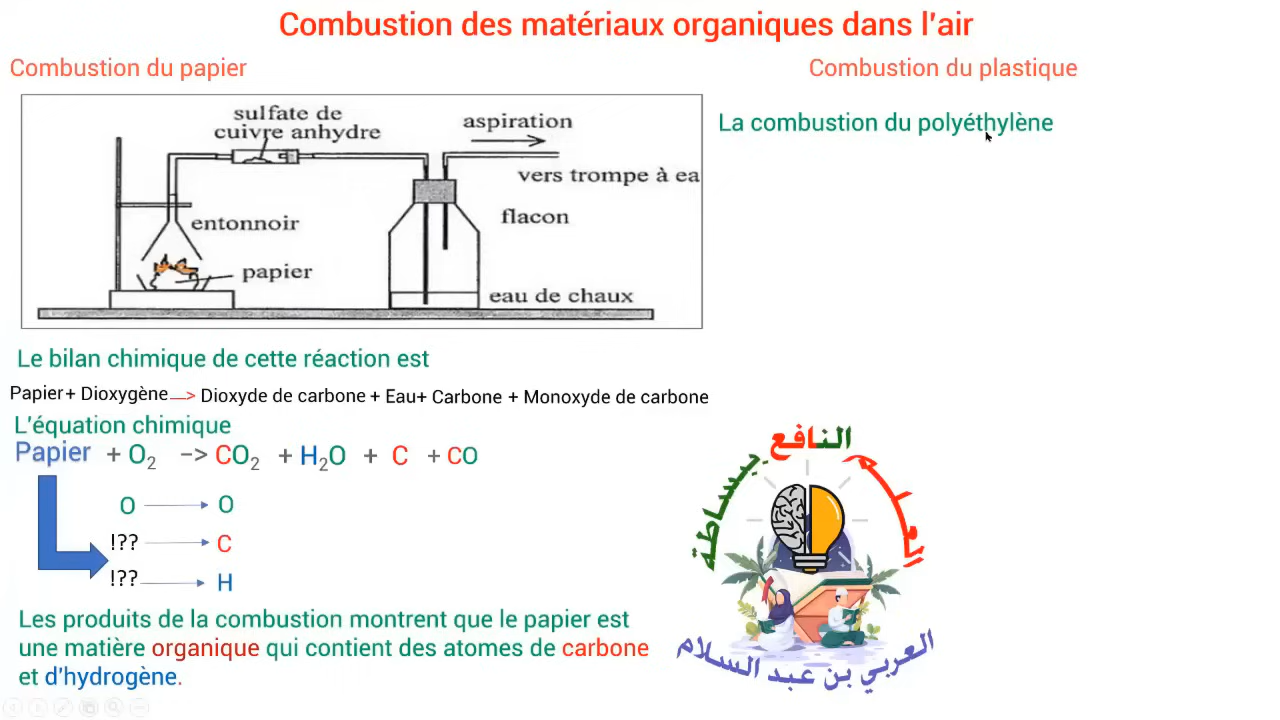 Combustion des matériaux organiques dans l'air
Combustion du papier
Combustion du plastique
sulfate de
cuivre anhydre
aspiration
vers trompe à ea
entonnoir
flacon
papier
eau de chaux
La combustion du polyéthylène
Le bilan chimique de cette réaction est
Papier+ Dioxygène —> Dioxyde de carbone + Eau+ Carbone + Monoxyde de carbone
L'équation chimique
Papier + O₂ –> CO₂ + H₂O + C + CO
O O
!?? C
!?? H
Les produits de la combustion montrent que le papier est
une matière organique qui contient des atomes de carbone
et d'hydrogène.
العلم النافع ببساطة
العربي بن عبد السلام